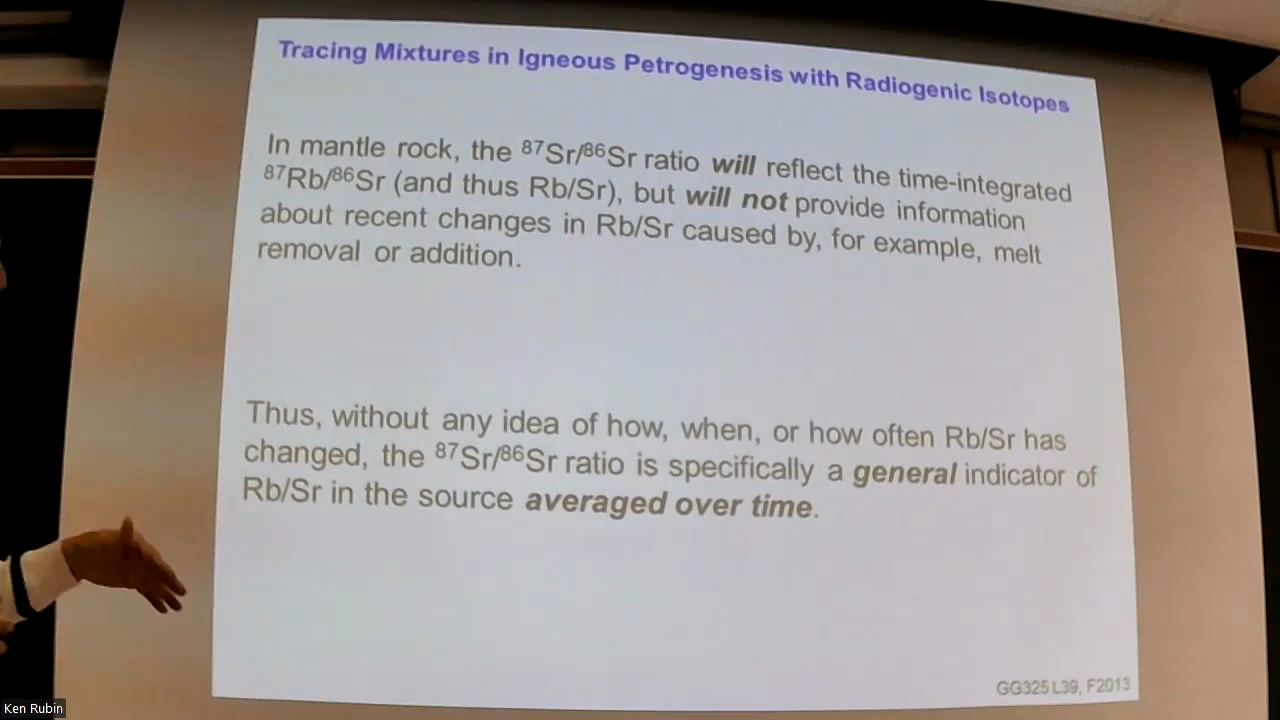 Tracing Mixtures in Igneous Petrogenesis with Radiogenic Isotopes
In mantle rock, the ⁸⁷Sr/⁸⁶Sr ratio will reflect the time-integrated
⁸⁷Rb/⁸⁶Sr (and thus Rb/Sr), but will not provide information
about recent changes in Rb/Sr caused by, for example, melt
removal or addition.
Thus, without any idea of how, when, or how often Rb/Sr has
changed, the ⁸⁷Sr/⁸⁶Sr ratio is specifically a general indicator of
Rb/Sr in the source averaged over time.
GG325 L39, F2013
Ken Rubin